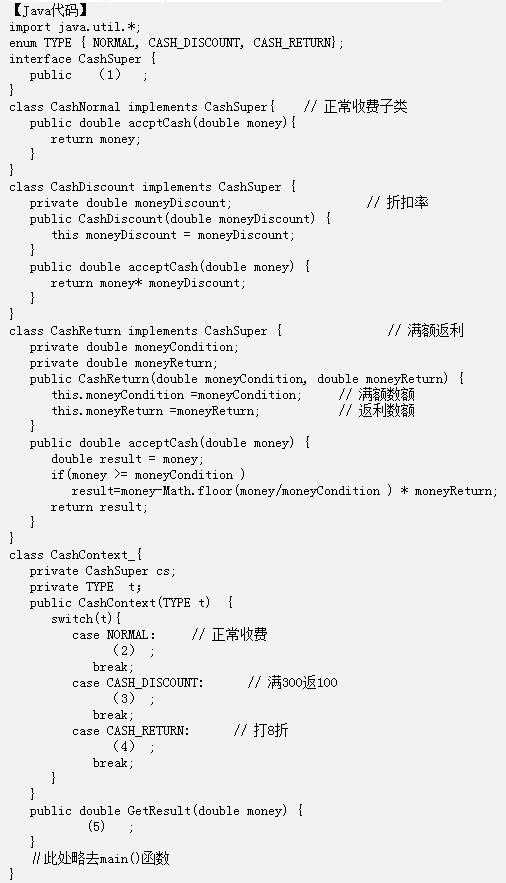 【Java代码】
import java.util.*;
enum TYPE { NORMAL, CASH_DISCOUNT, CASH_RETURN};
interface CashSuper {
   public   （1）  ;
}
class CashNormal implements CashSuper{    // 正常收费子类
   public double accptCash(double money){
      return money;
   }
}
class CashDiscount implements CashSuper {
   private double moneyDiscount;                   // 折扣率
   public CashDiscount(double moneyDiscount) {
      this moneyDiscount = moneyDiscount;
   }
   public double acceptCash(double money) {
      return money* moneyDiscount;
   }
}
class CashReturn implements CashSuper {               // 满额返利
   private double moneyCondition;
   private double moneyReturn;
   public CashReturn(double moneyCondition, double moneyReturn) {
      this.moneyCondition =moneyCondition;     // 满额数额
      this.moneyReturn =moneyReturn;           // 返利数额
   }
   public double acceptCash(double money) {
      double result = money;
      if(money >= moneyCondition )
         result=money-Math.floor(money/moneyCondition ) * moneyReturn;
      return result;
   }
}
class CashContext_{
   private CashSuper cs;
   private TYPE  t;
   public CashContext(TYPE t)  {
      switch(t){
         case NORMAL:     // 正常收费
              （2） ;
            break;
         case CASH_DISCOUNT:      // 满300返100
              （3） ;
            break;
         case CASH_RETURN:      // 打8折
              （4） ;
            break;
      }
   }
   public double GetResult(double money) {
           (5)   ;
   }
   //此处略去main()函数
}